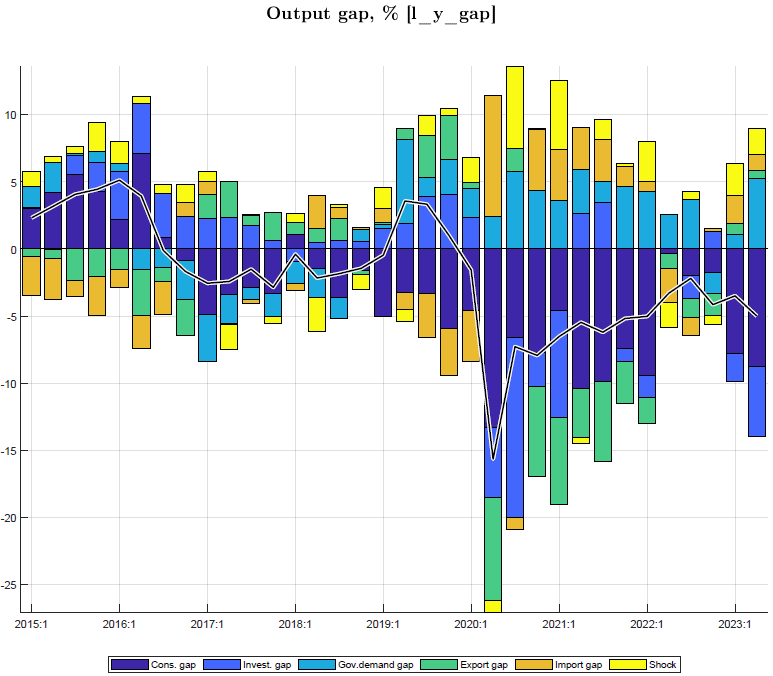 Output gap, % [l_y_gap]
10
5
0
-5
-10
-15
-20
-25
2015:1 2016:1 2017:1 2018:1 2019:1 2020:1 2021:1 2022:1 2023:1
Cons. gap Invest. gap Gov.demand gap Export gap Import gap Shock